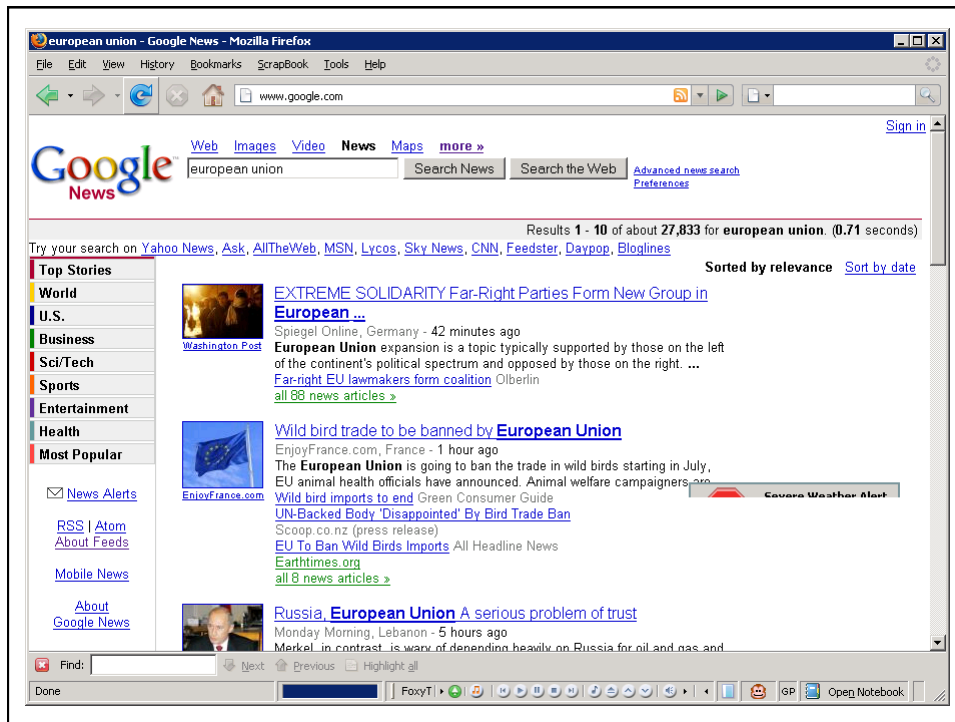 european union - Google News - Mozilla Firefox
File Edit View History Bookmarks ScrapBook Tools Help
www.google.com
Sign in
Google™
News
Web Images Video News Maps more »
european union Search News Search the Web Advanced news search
Preferences
Results 1 - 10 of about 27,833 for european union. (0.71 seconds)
Try your search on Yahoo News, Ask, AllTheWeb, MSN, Lycos, Sky News, CNN, Feedster, Daypop, Bloglines
Sorted by relevance Sort by date
Top Stories
World
U.S.
Business
Sci/Tech
Sports
Entertainment
Health
Most Popular
News Alerts
RSS | Atom
About Feeds
Mobile News
About
Google News
Washington Post
EXTREME SOLIDARITY Far-Right Parties Form New Group in
European ...
Spiegel Online, Germany - 42 minutes ago
European Union expansion is a topic typically supported by those on the left
of the continent's political spectrum and opposed by those on the right. ...
Far-right EU lawmakers form coalition Olberlin
all 88 news articles »
EnjoyFrance.com
Wild bird trade to be banned by European Union
EnjoyFrance.com, France - 1 hour ago
The European Union is going to ban the trade in wild birds starting in July,
EU animal health officials have announced. Animal welfare campaigners are
Wild bird imports to end Green Consumer Guide
UN-Backed Body 'Disappointed' By Bird Trade Ban
Scoop.co.nz (press release)
EU To Ban Wild Birds Imports All Headline News
Earthtimes.org
all 8 news articles »
Severe Weather Alert
Russia, European Union A serious problem of trust
Monday Morning, Lebanon - 5 hours ago
Merkel, in contrast, is wary of depending heavily on Russia for oil and gas and
Find: Next Previous Highlight all
Done FoxyT GP Open Notebook